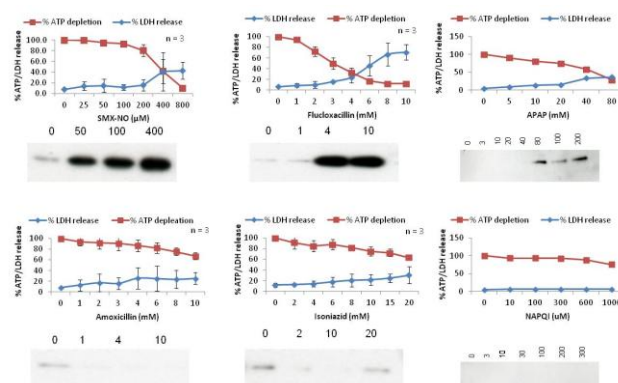 % ATP depletion % LDH release
n = 3
% ATP/LDH release
100.0
80.0
60.0
40.0
20.0
0.0
0 25 50 100 200 400 800
SMX-NO (µM)
0 50 100 400
% ATP depletion % LDH release
n = 3
% ATP/LDH release
100
80
60
40
20
0
0 1 2 3 4 6 8 10
Flucloxacillin (mM)
0 1 4 10
% ATP depletion % LDH release
% ATP/LDH release
150
100
50
0
0 5 10 20 40 80
APAP (mM)
0 3 10 20 40 80 100 200
% LDH release % ATP depleation
n = 3
% ATP/LDH release
100
80
60
40
20
0
0 1 2 3 4 6 8 10
Amoxicillin (mM)
0 1 4 10
% LDH release % ATP depletion
n = 3
% ATP/LDH release
100
80
60
40
20
0
0 2 4 6 8 10 15 20
Isoniazid (mM)
0 2 10 20
% ATP depletion % LDH release
% ATP/LDH release
150
100
50
0
0 10 100 300 600 1000
NAPQI (uM)
0 3 10 30 100 200 300